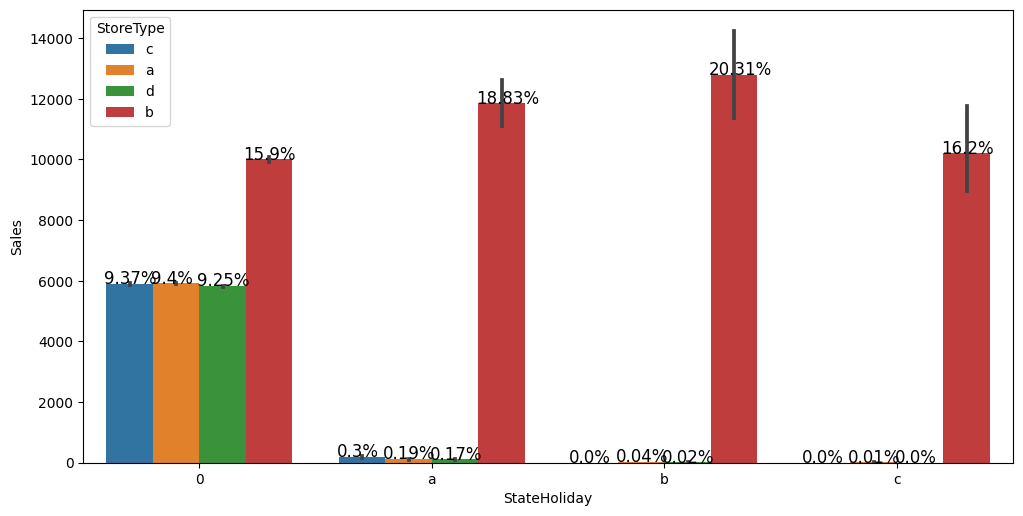 StoreType
c
a
d
b
14000
12000
10000
8000
6000
4000
2000
0
Sales
9.37%
9.4%
9.25%
15.9%
0.3%
0.19%
0.17%
18.83%
0.0%
0.04%
0.02%
20.31%
0.0%
0.01%
0.0%
16.2%
0
a
b
c
StateHoliday